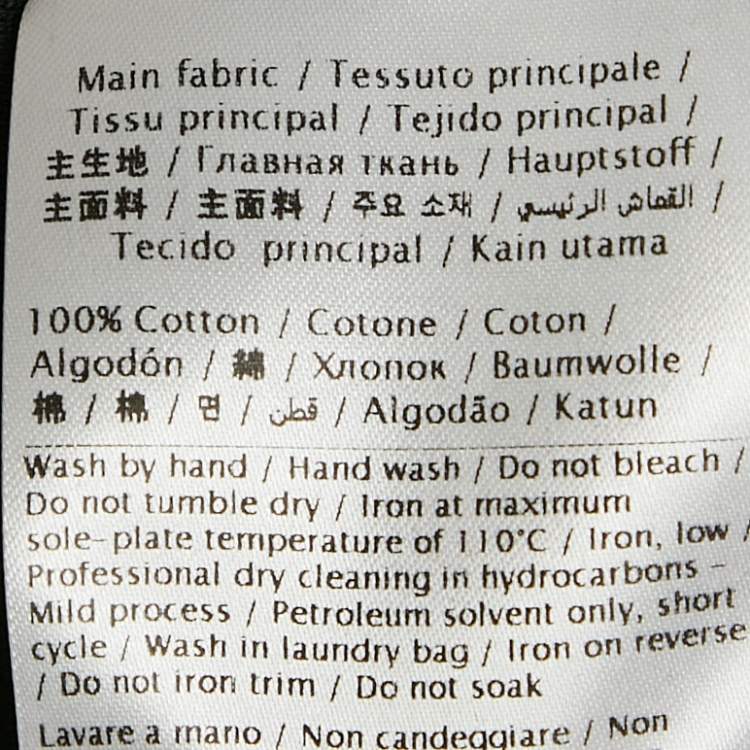 Main fabric / Tessuto principale /
Tissu principal / Tejido principal /
主生地 / Главная ткань / Hauptstoff /
主面料 / 主面料 / 주요 소재 / القماش الرئيسي /
Tecido principal / Kain utama
100% Cotton / Cotone / Coton /
Algodón / 綿 / Хлопок / Baumwolle /
棉 / 棉 / 면 / قطن / Algodão / Katun
Wash by hand / Hand wash / Do not bleach /
Do not tumble dry / Iron at maximum
sole-plate temperature of 110°C / Iron, low /
Professional dry cleaning in hydrocarbons -
Mild process / Petroleum solvent only, short
cycle / Wash in laundry bag / Iron on reverse
/ Do not iron trim / Do not soak
Lavare a mano / Non candeggiare / Non